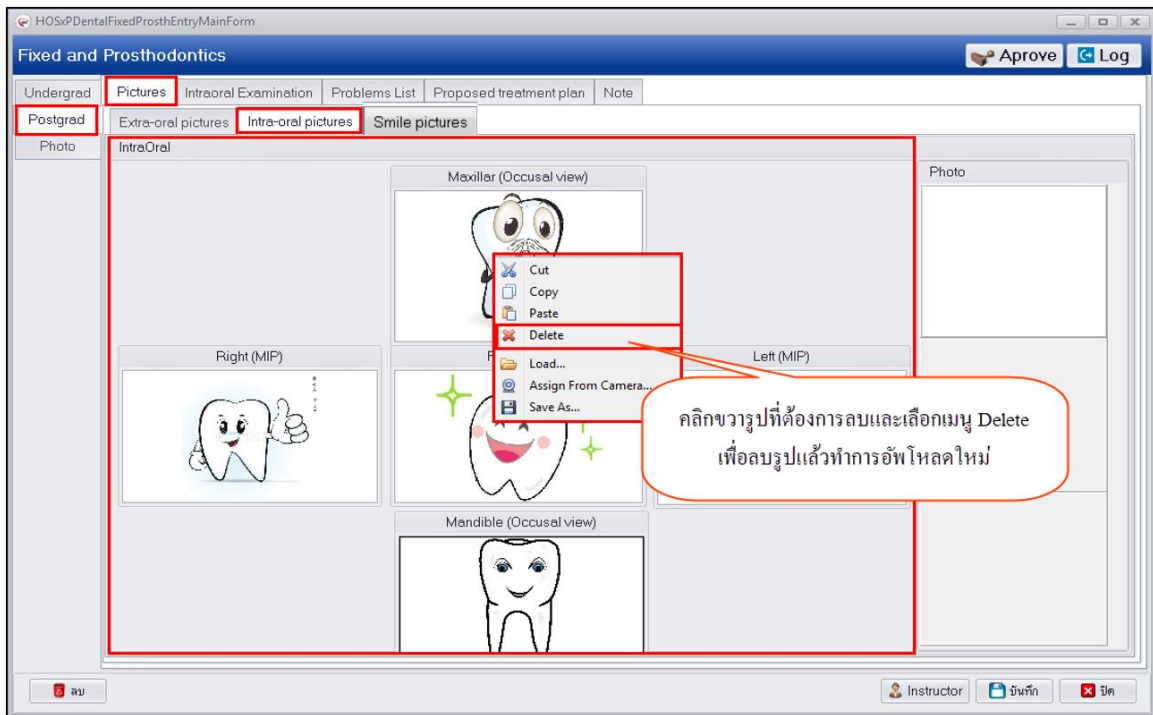 HOSxPDentalFixedProsthEntryMainForm
Fixed and Prosthodontics
Aprove
Log
Undergrad
Pictures
Intraoral Examination
Problems List
Proposed treatment plan
Note
Postgrad
Extra-oral pictures
Intra-oral pictures
Smile pictures
Photo
IntraOral
Photo
Maxillar (Occusal view)
Cut
Copy
Paste
Delete
Load...
Assign From Camera...
Save As...
Right (MIP)
Left (MIP)
คลิกขวารูปที่ต้องการลบและเลือกเมนู Delete
เพื่อลบรูปแล้วทำการอัพโหลดใหม่
Mandible (Occusal view)
ลบ
Instructor
บันทึก
ปิด